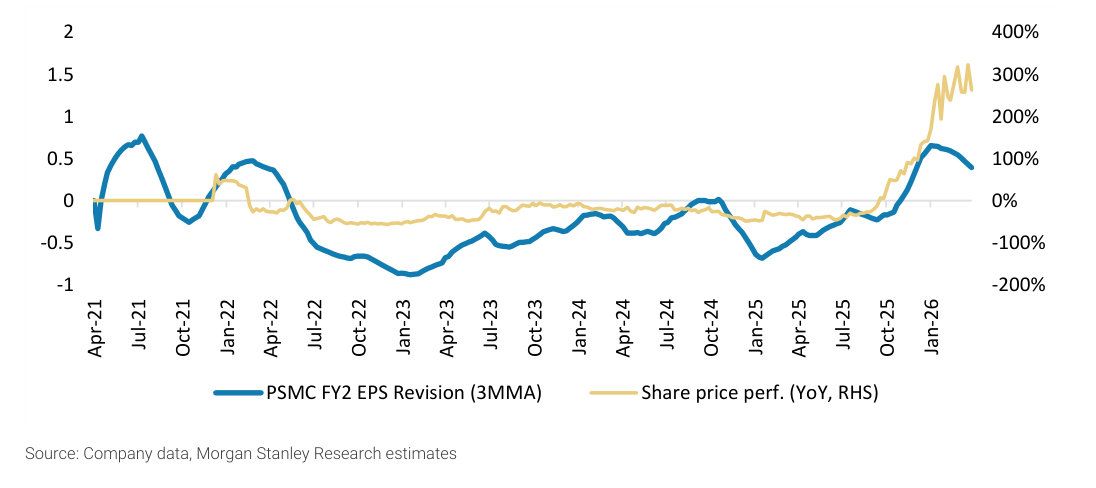 2 400%
1.5 300%
1 200%
0.5 100%
0 0%
-0.5 -100%
-1 -200%
Apr-21 Jul-21 Oct-21 Jan-22 Apr-22 Jul-22 Oct-22 Jan-23 Apr-23 Jul-23 Oct-23 Jan-24 Apr-24 Jul-24 Oct-24 Jan-25 Apr-25 Jul-25 Oct-25 Jan-26
PSMC FY2 EPS Revision (3MMA) Share price perf. (YoY, RHS)
Source: Company data, Morgan Stanley Research estimates